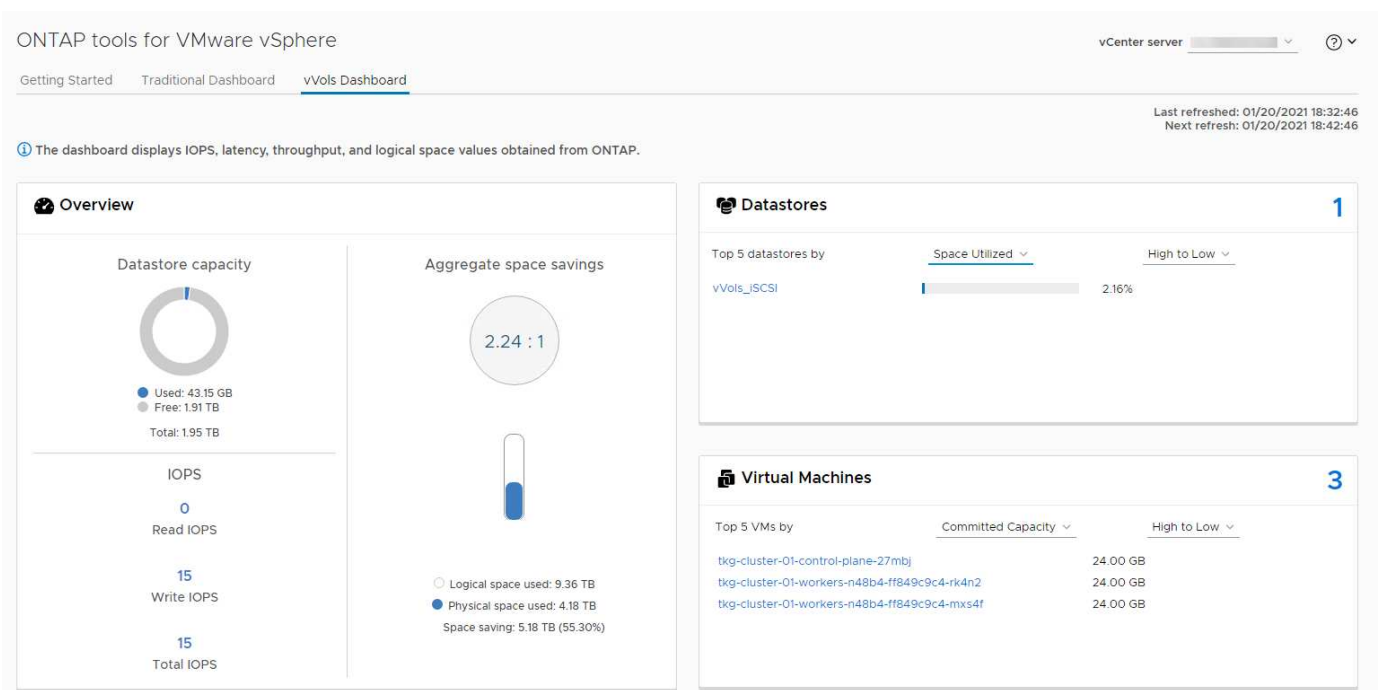 ONTAP tools for VMware vSphere
vCenter server
Getting Started Traditional Dashboard vVols Dashboard
Last refreshed: 01/20/2021 18:32:46
Next refresh: 01/20/2021 18:42:46
The dashboard displays IOPS, latency, throughput, and logical space values obtained from ONTAP.
Overview
Datastore capacity
Used: 43.15 GB
Free: 1.91 TB
Total: 1.95 TB
IOPS
0
Read IOPS
15
Write IOPS
15
Total IOPS
Aggregate space savings
2.24 : 1
Logical space used: 9.36 TB
Physical space used: 4.18 TB
Space saving: 5.18 TB (55.30%)
Datastores 1
Top 5 datastores by Space Utilized High to Low
vVols_iSCSI 2.16%
Virtual Machines 3
Top 5 VMs by Committed Capacity High to Low
tkg-cluster-01-control-plane-27mbj 24.00 GB
tkg-cluster-01-workers-n48b4-ff849c9c4-rk4n2 24.00 GB
tkg-cluster-01-workers-n48b4-ff849c9c4-mxs4f 24.00 GB